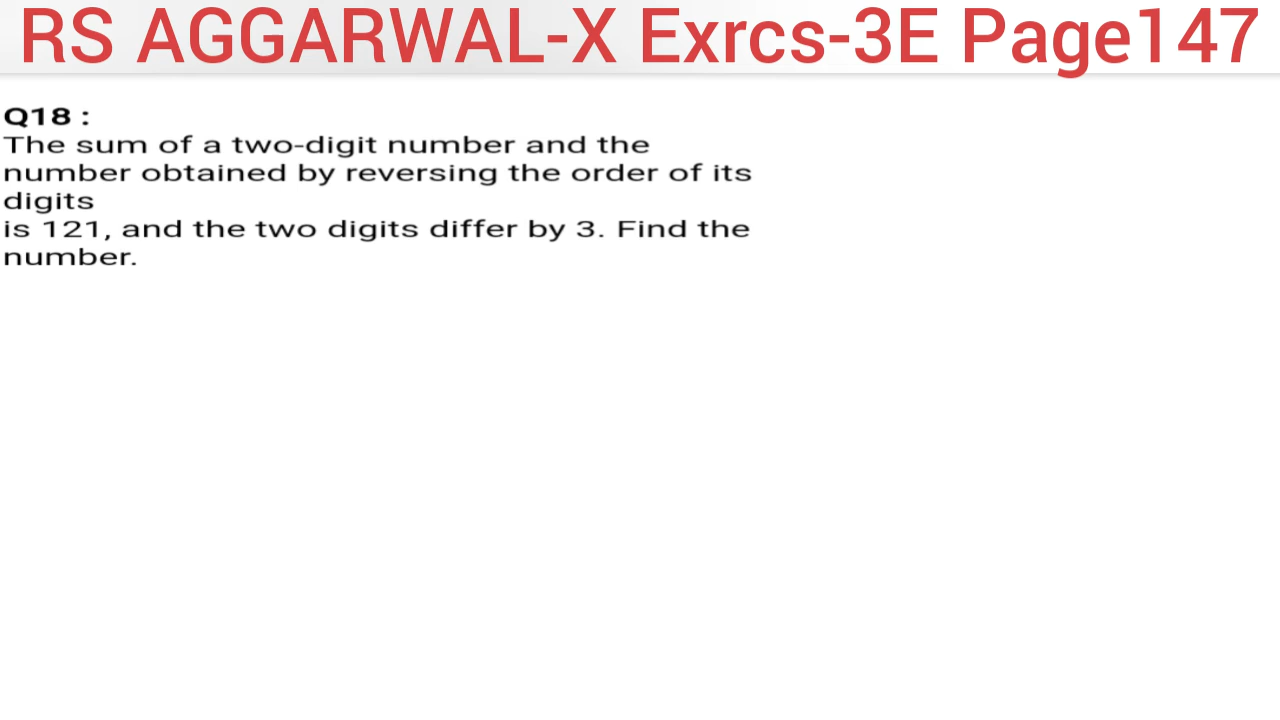 RS AGGARWAL-X Exrcs-3E Page147
Q18 :
The sum of a two-digit number and the
number obtained by reversing the order of its
digits
is 121, and the two digits differ by 3. Find the
number.